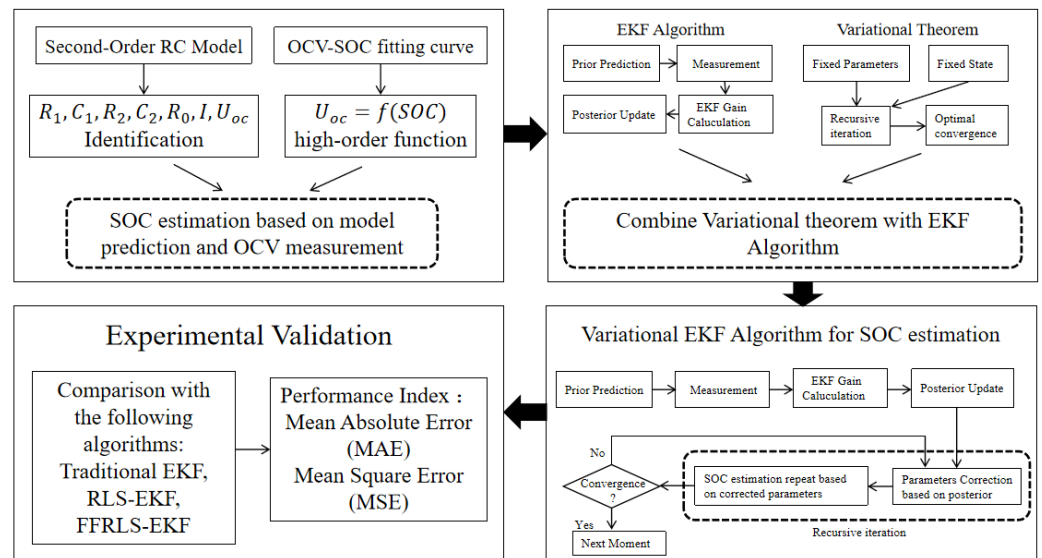 Second-Order RC Model
OCV-SOC fitting curve
R₁, C₁, R₂, C₂, R₀, I, Uₒc
Identification
Uₒc = f(SOC)
high-order function
SOC estimation based on model
prediction and OCV measurement
EKF Algorithm
Prior Prediction
Measurement
Posterior Update
EKF Gain
Caluculation
Variational Theorem
Fixed Parameters
Fixed State
Recursive
iteration
Optimal
convergence
Combine Variational theorem with EKF
Algorithm
Variational EKF Algorithm for SOC estimation
Prior Prediction
Measurement
EKF Gain
Caluculation
Posterior Update
No
Convergence
?
SOC estimation repeat based
on corrected parameters
Parameters Correction
based on posterior
Yes
Recursive iteration
Next Moment
Experimental Validation
Comparison with
the following
algorithms:
Traditional EKF,
RLS-EKF,
FFRLS-EKF
Performance Index：
Mean Absolute Error
(MAE)
Mean Square Error
(MSE)